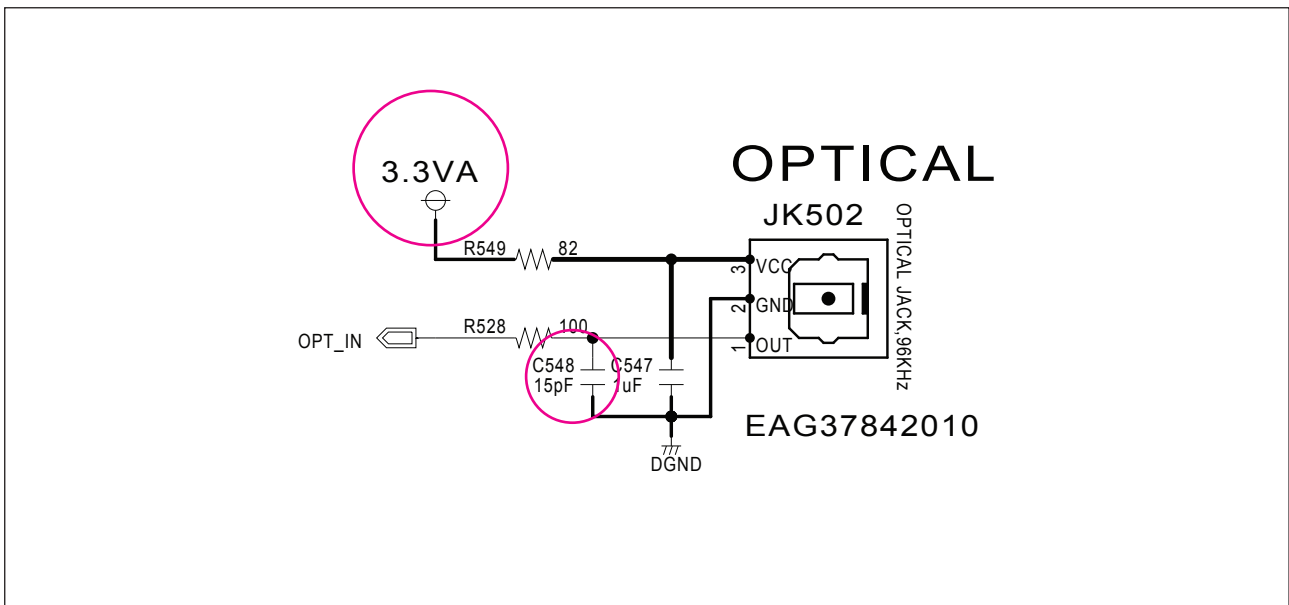 OPTICAL
3.3VA
JK502
R549 82
3 VCC
2 GND
OPT_IN
R528 100
1 OUT
C548
15pF
C547
1uF
OPTICAL JACK,96KHz
EAG37842010
DGND